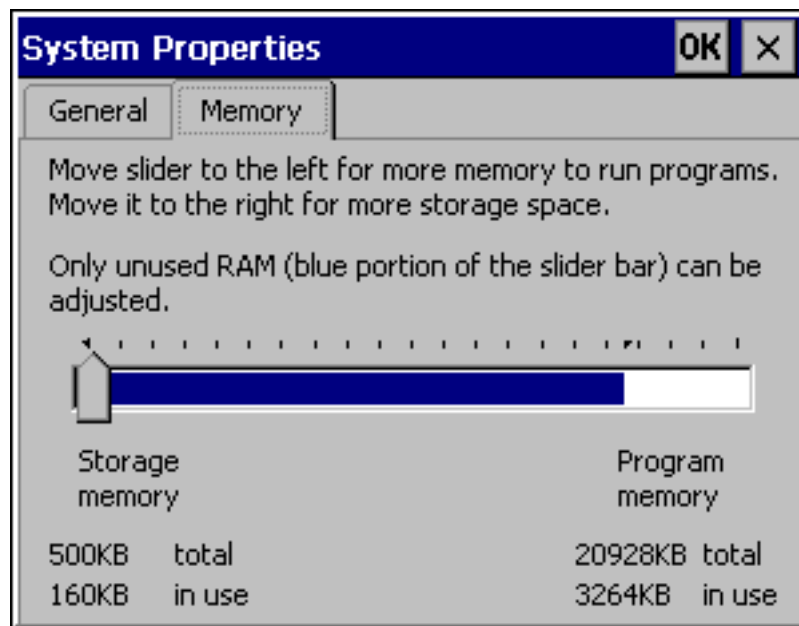 System Properties OK ×
General Memory
Move slider to the left for more memory to run programs.
Move it to the right for more storage space.
Only unused RAM (blue portion of the slider bar) can be
adjusted.
Storage Program
memory memory
500KB total 20928KB total
160KB in use 3264KB in use